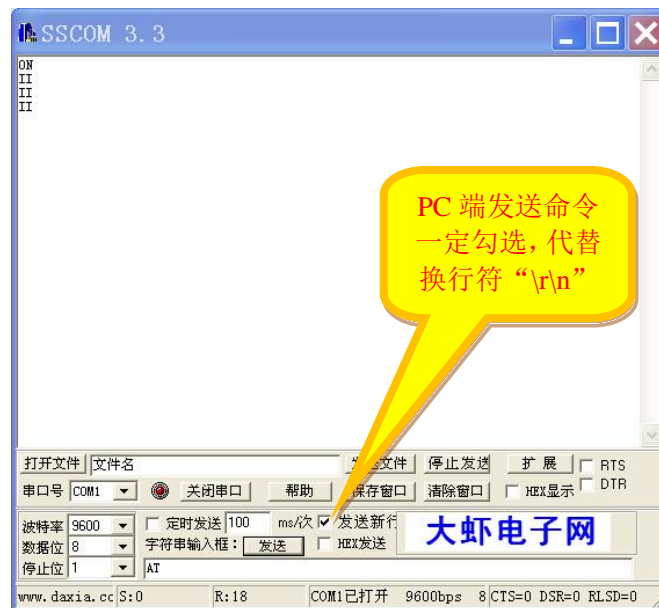 SSCOM 3.3
ON
II
II
II
PC 端发送命令
一定勾选，代替
换行符“\r\n”
打开文件 文件名 文件 停止发送 扩 展 RTS
串口号 COM1 关闭串口 帮助 保存窗口 清除窗口 HEX显示 DTR
波特率 9600 定时发送 100 ms/次 发送新行
数据位 8 字符串输入框： 发送 HEX发送 大虾电子网
停止位 1 AT
www.daxia.cc S:0 R:18 COM1已打开 9600bps 8 CTS=0 DSR=0 RLSD=0